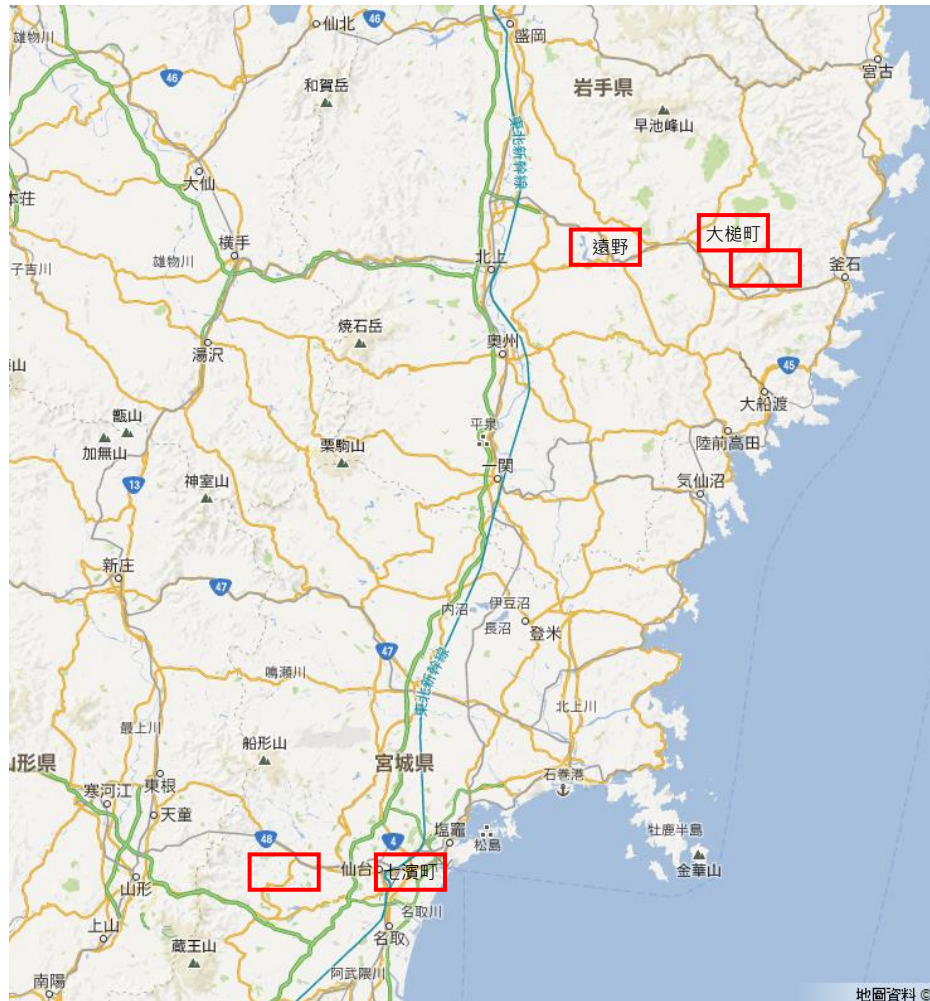 仙北
46
46
盛岡
雄物川
岩手県
宮古
46
和賀岳
早池峰山
東北新幹線
大仙
本荘
遠野
大槌町
横手
雄物川
子吉川
北上
釜石
焼石岳
奥州
湯沢
45
山
大船渡
甑山
加無山
平泉
栗駒山
陸前高田
一関
13
神室山
気仙沼
新庄
47
内沼
伊豆沼
長沼
登米
47
東北新幹線
鳴瀬川
北上川
最上川
船形山
山形県
宮城県
石巻港
寒河江
東根
天童
塩竈
松島
牡鹿半島
48
4
仙台
七濱町
金華山
山形
名取川
上山
名取
蔵王山
阿武隈川
南陽
地圖資料 ©